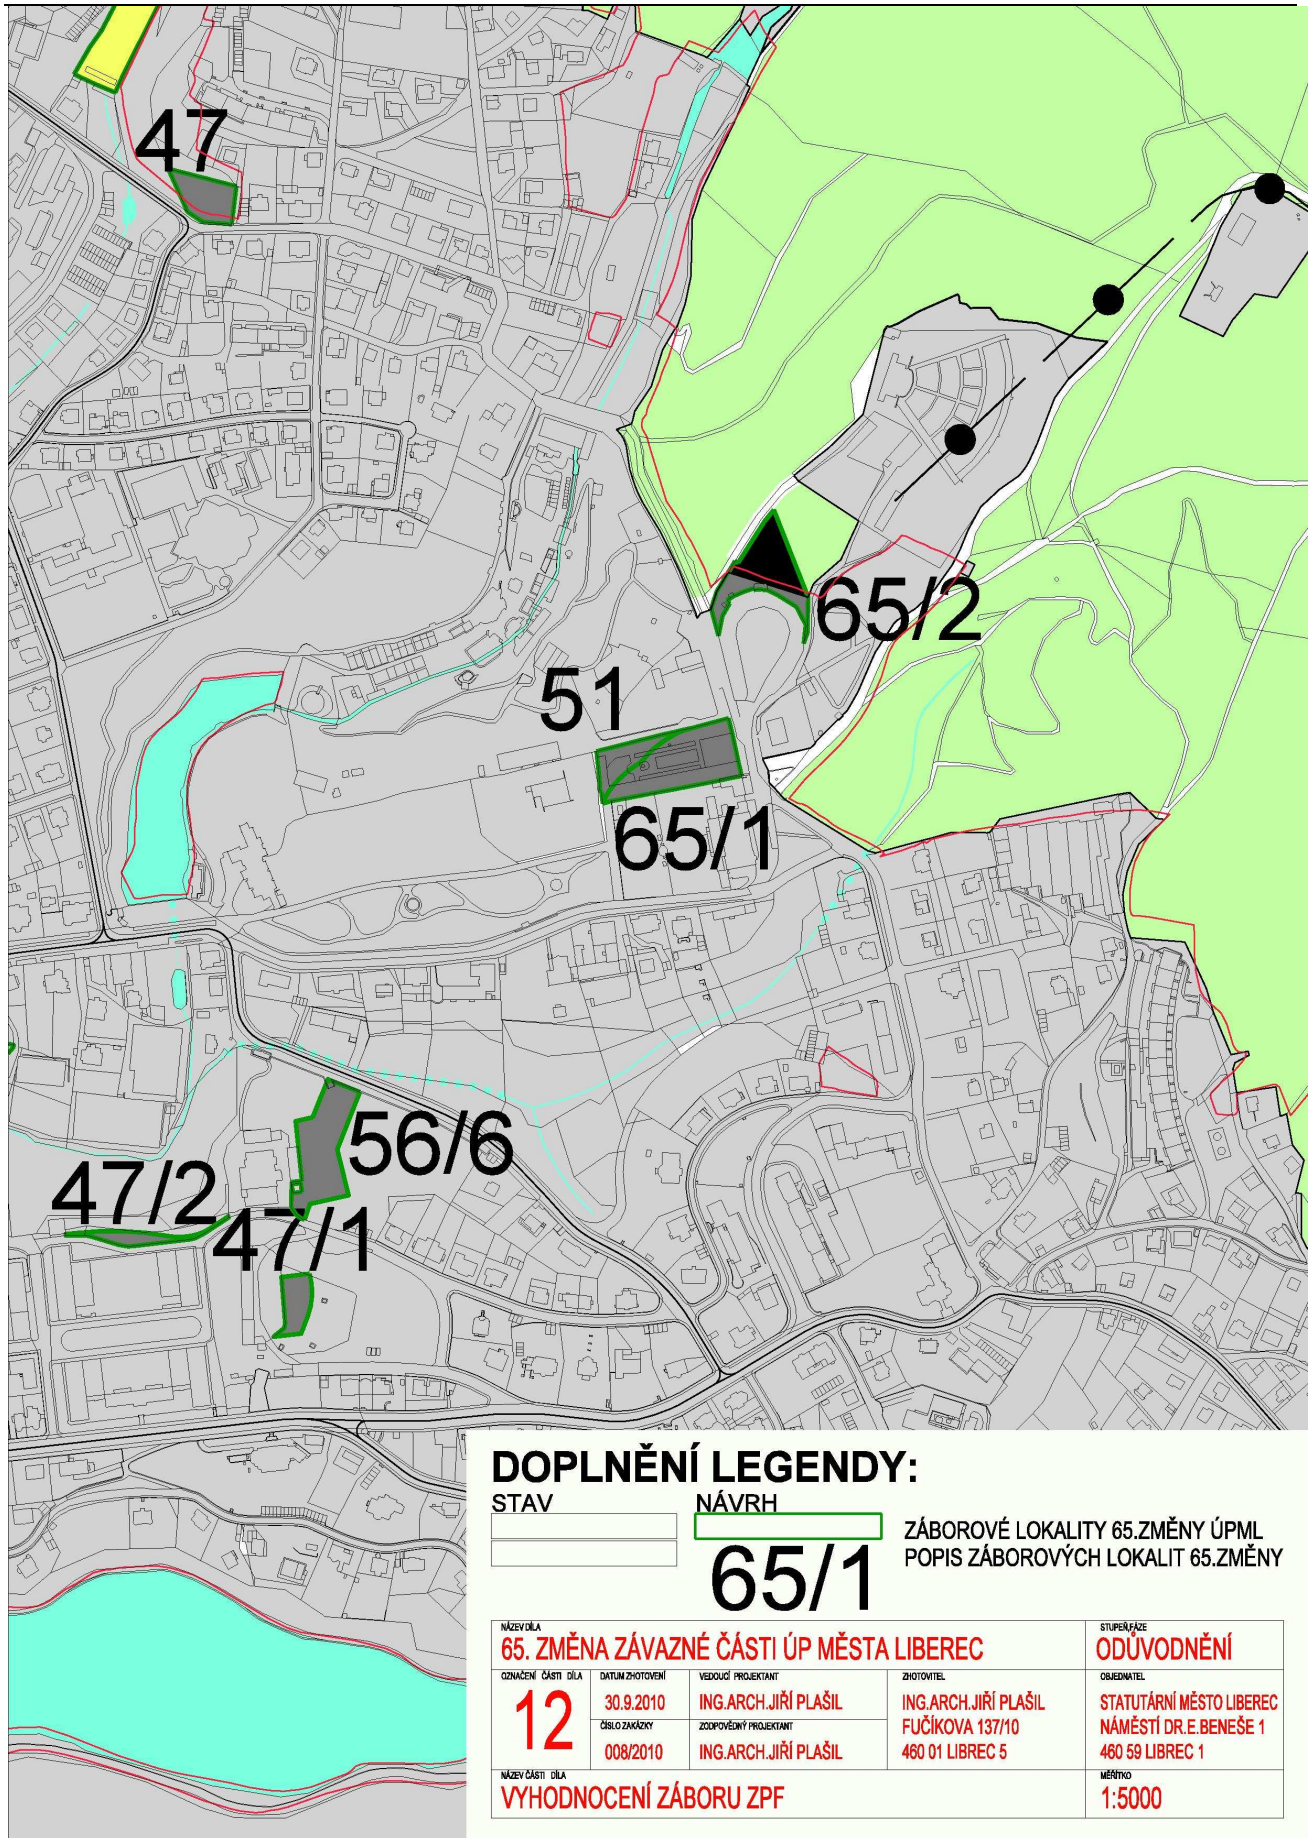 47
65/2
51
65/1
56/6
47/2
47/1
DOPLNĚNÍ LEGENDY:
STAV NÁVRH
ZÁBOROVÉ LOKALITY 65.ZMĚNY ÚPML
65/1 POPIS ZÁBOROVÝCH LOKALIT 65.ZMĚNY
NÁZEV DÍLA
65. ZMĚNA ZÁVAZNÉ ČÁSTI ÚP MĚSTA LIBEREC
STUPEŇ,FÁZE
ODŮVODNĚNÍ
OZNAČENÍ ČÁSTI DÍLA
12
DATUM ZHOTOVENÍ
30.9.2010
ČÍSLO ZAKÁZKY
008/2010
VEDOUCÍ PROJEKTANT
ING.ARCH.JIŘÍ PLAŠIL
ZODPOVĚDNÝ PROJEKTANT
ING.ARCH.JIŘÍ PLAŠIL
ZHOTOVITEL
ING.ARCH.JIŘÍ PLAŠIL
FUČÍKOVA 137/10
460 01 LIBREC 5
OBJEDNATEL
STATUTÁRNÍ MĚSTO LIBEREC
NÁMĚSTÍ DR.E.BENEŠE 1
460 59 LIBREC 1
NÁZEV ČÁSTI DÍLA
VYHODNOCENÍ ZÁBORU ZPF
MĚŘÍTKO
1:5000